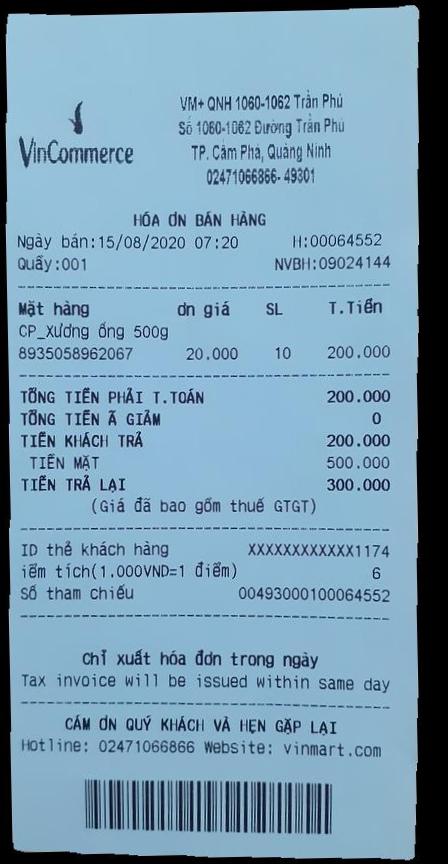 VinCommerce
VM+ QNH 1060-1062 Trần Phú
Số 1060-1062 Đường Trần Phú
TP. Cẩm Phả, Quảng Ninh
02471066866- 49301
HÓA ƠN BÁN HÀNG
Ngày bán:15/08/2020 07:20 H:00064552
Quầy:001 NVBH:09024144
Mặt hàng ơn giá SL T.Tiền
CP_Xương ống 500g
8935058962067 20.000 10 200.000
TỔNG TIỀN PHẢI T.TOÁN 200.000
TỔNG TIỀN Ã GIẢM 0
TIỀN KHÁCH TRẢ 200.000
TIỀN MẶT 500.000
TIỀN TRẢ LẠI 300.000
(Giá đã bao gồm thuế GTGT)
ID thẻ khách hàng XXXXXXXXXXXX1174
iểm tích(1.000VND=1 điểm) 6
Số tham chiếu 00493000100064552
Chỉ xuất hóa đơn trong ngày
Tax invoice will be issued within same day
CẢM ƠN QUÝ KHÁCH VÀ HẸN GẶP LẠI
Hotline: 02471066866 Website: vinmart.com